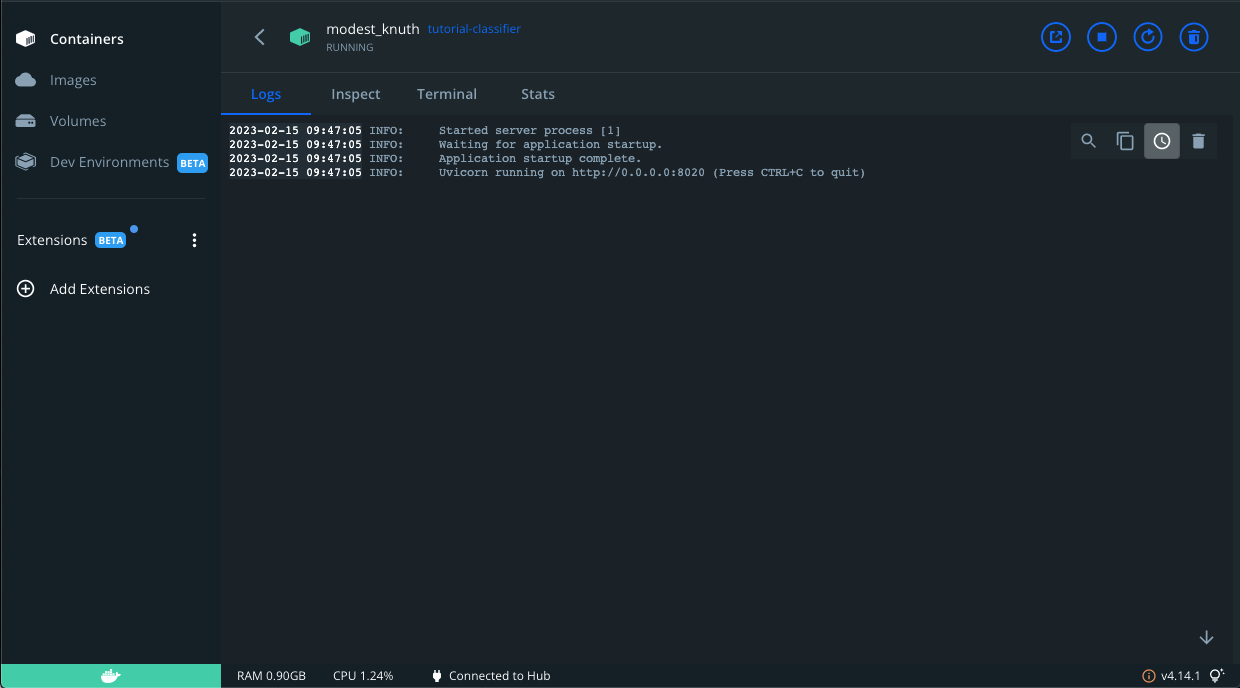 Containers
Images
Volumes
Dev Environments BETA
Extensions BETA
Add Extensions
modest_knuth tutorial-classifier
RUNNING
Logs Inspect Terminal Stats
2023-02-15 09:47:05 INFO: Started server process [1]
2023-02-15 09:47:05 INFO: Waiting for application startup.
2023-02-15 09:47:05 INFO: Application startup complete.
2023-02-15 09:47:05 INFO: Uvicorn running on http://0.0.0.0:8020 (Press CTRL+C to quit)
RAM 0.90GB CPU 1.24% Connected to Hub v4.14.1